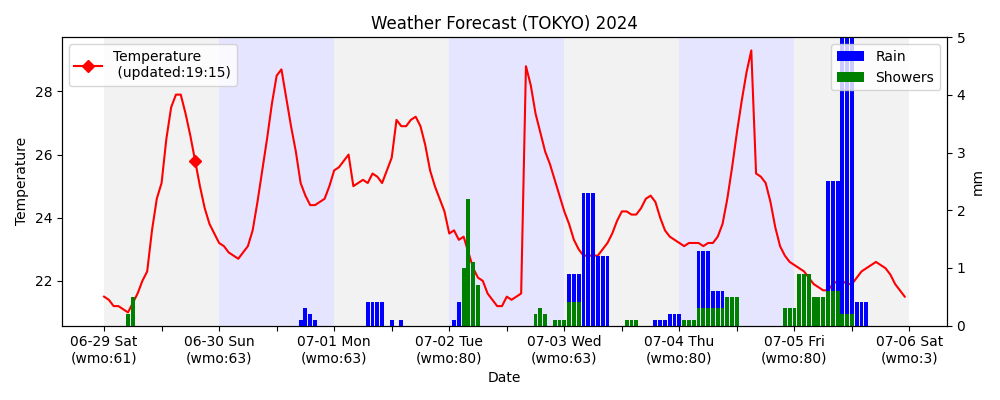 Weather Forecast (TOKYO) 2024
Temperature
(updated:19:15)
Rain
Showers
Temperature
28
26
24
22
5
4
3
2
1
0
mm
06-29 Sat
(wmo:61)
06-30 Sun
(wmo:63)
07-01 Mon
(wmo:63)
07-02 Tue
(wmo:80)
07-03 Wed
(wmo:63)
07-04 Thu
(wmo:80)
07-05 Fri
(wmo:80)
07-06 Sat
(wmo:3)
Date